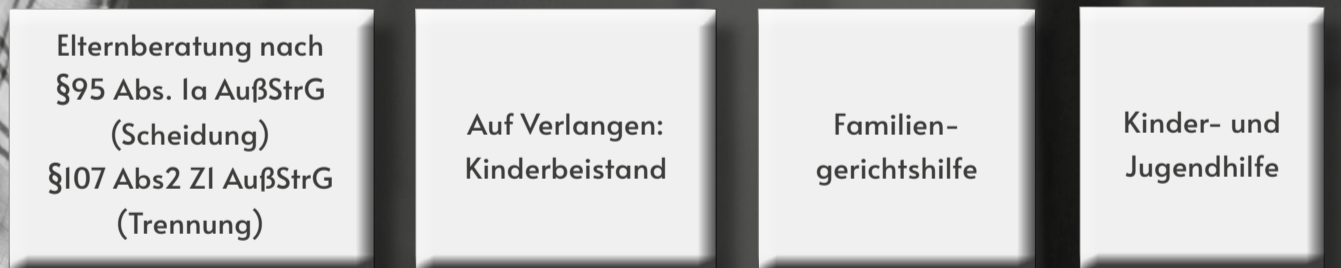 Elternberatung nach
§95 Abs. 1a AußStrG
(Scheidung)
§107 Abs2 Z1 AußStrG
(Trennung)
Auf Verlangen:
Kinderbeistand
Familien-
gerichtshilfe
Kinder- und
Jugendhilfe